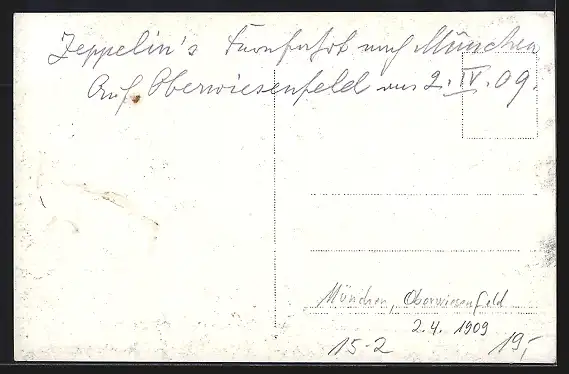 Zeppelin's Fernfahrt nach München
Auf Oberwiesenfeld am 2. IV. 09.
München, Oberwiesenfeld
2.4. 1909
15-2
19,-